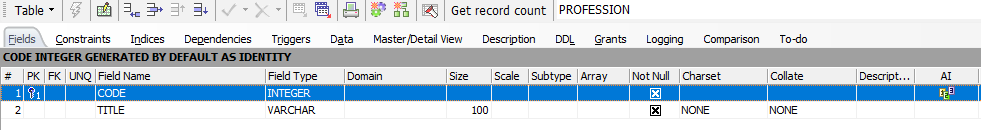 Table Get record count PROFESSION
Fields Constraints Indices Dependencies Triggers Data Master/Detail View Description DDL Grants Logging Comparison To-do
CODE INTEGER GENERATED BY DEFAULT AS IDENTITY
# PK FK UNQ Field Name Field Type Domain Size Scale Subtype Array Not Null Charset Collate Descript... AI
1 1 CODE INTEGER
2 TITLE VARCHAR 100 NONE NONE